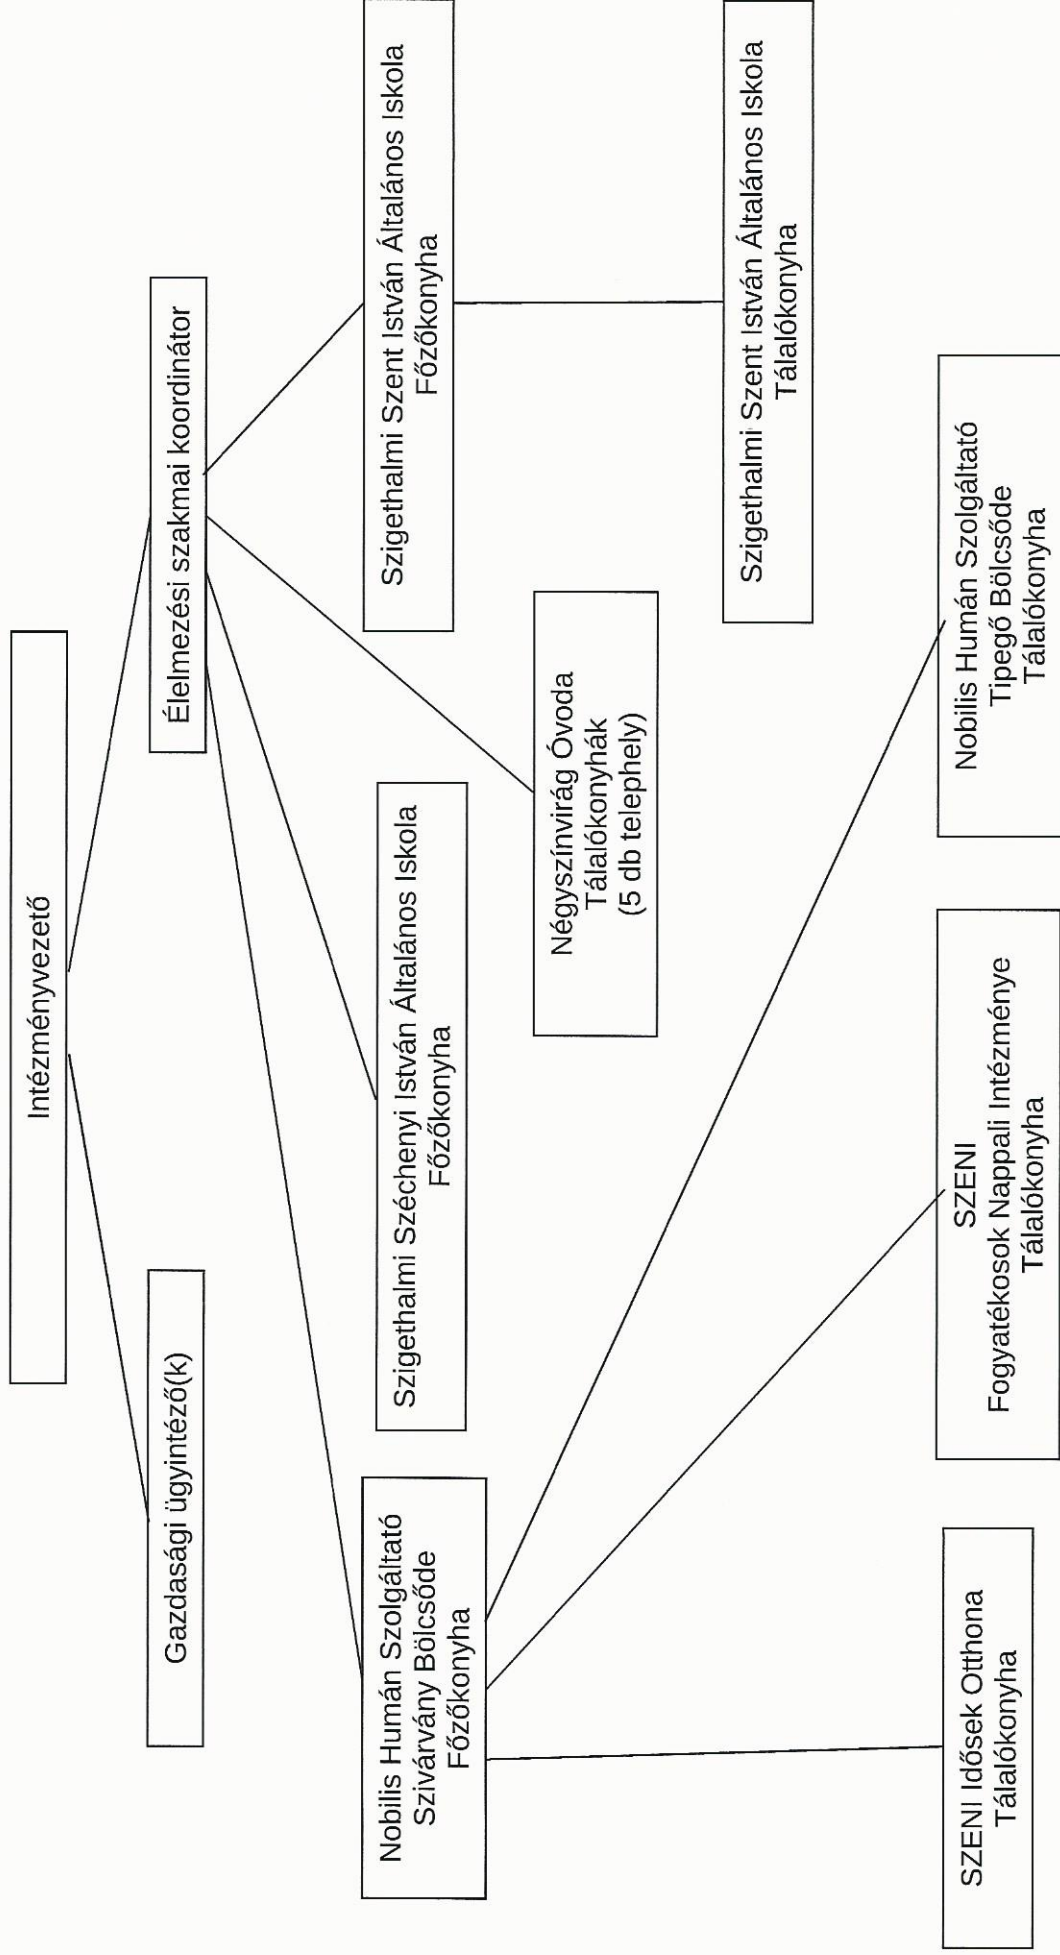 Intézményvezető
Gazdasági ügyintéző(k)
Élelmezési szakmai koordinátor
Nobilis Humán Szolgáltató
Szivárvány Bölcsőde
Főzőkonyha
Szigethalmi Széchenyi István Általános Iskola
Főzőkonyha
Szigethalmi Szent István Általános Iskola
Főzőkonyha
Négyszínvirág Óvoda
Tálalókonyhák
(5 db telephely)
Szigethalmi Szent István Általános Iskola
Tálalókonyha
SZENI Idősek Otthona
Tálalókonyha
SZENI
Fogyatékosok Nappali Intézménye
Tálalókonyha
Nobilis Humán Szolgáltató
Tipegő Bölcsőde
Tálalókonyha